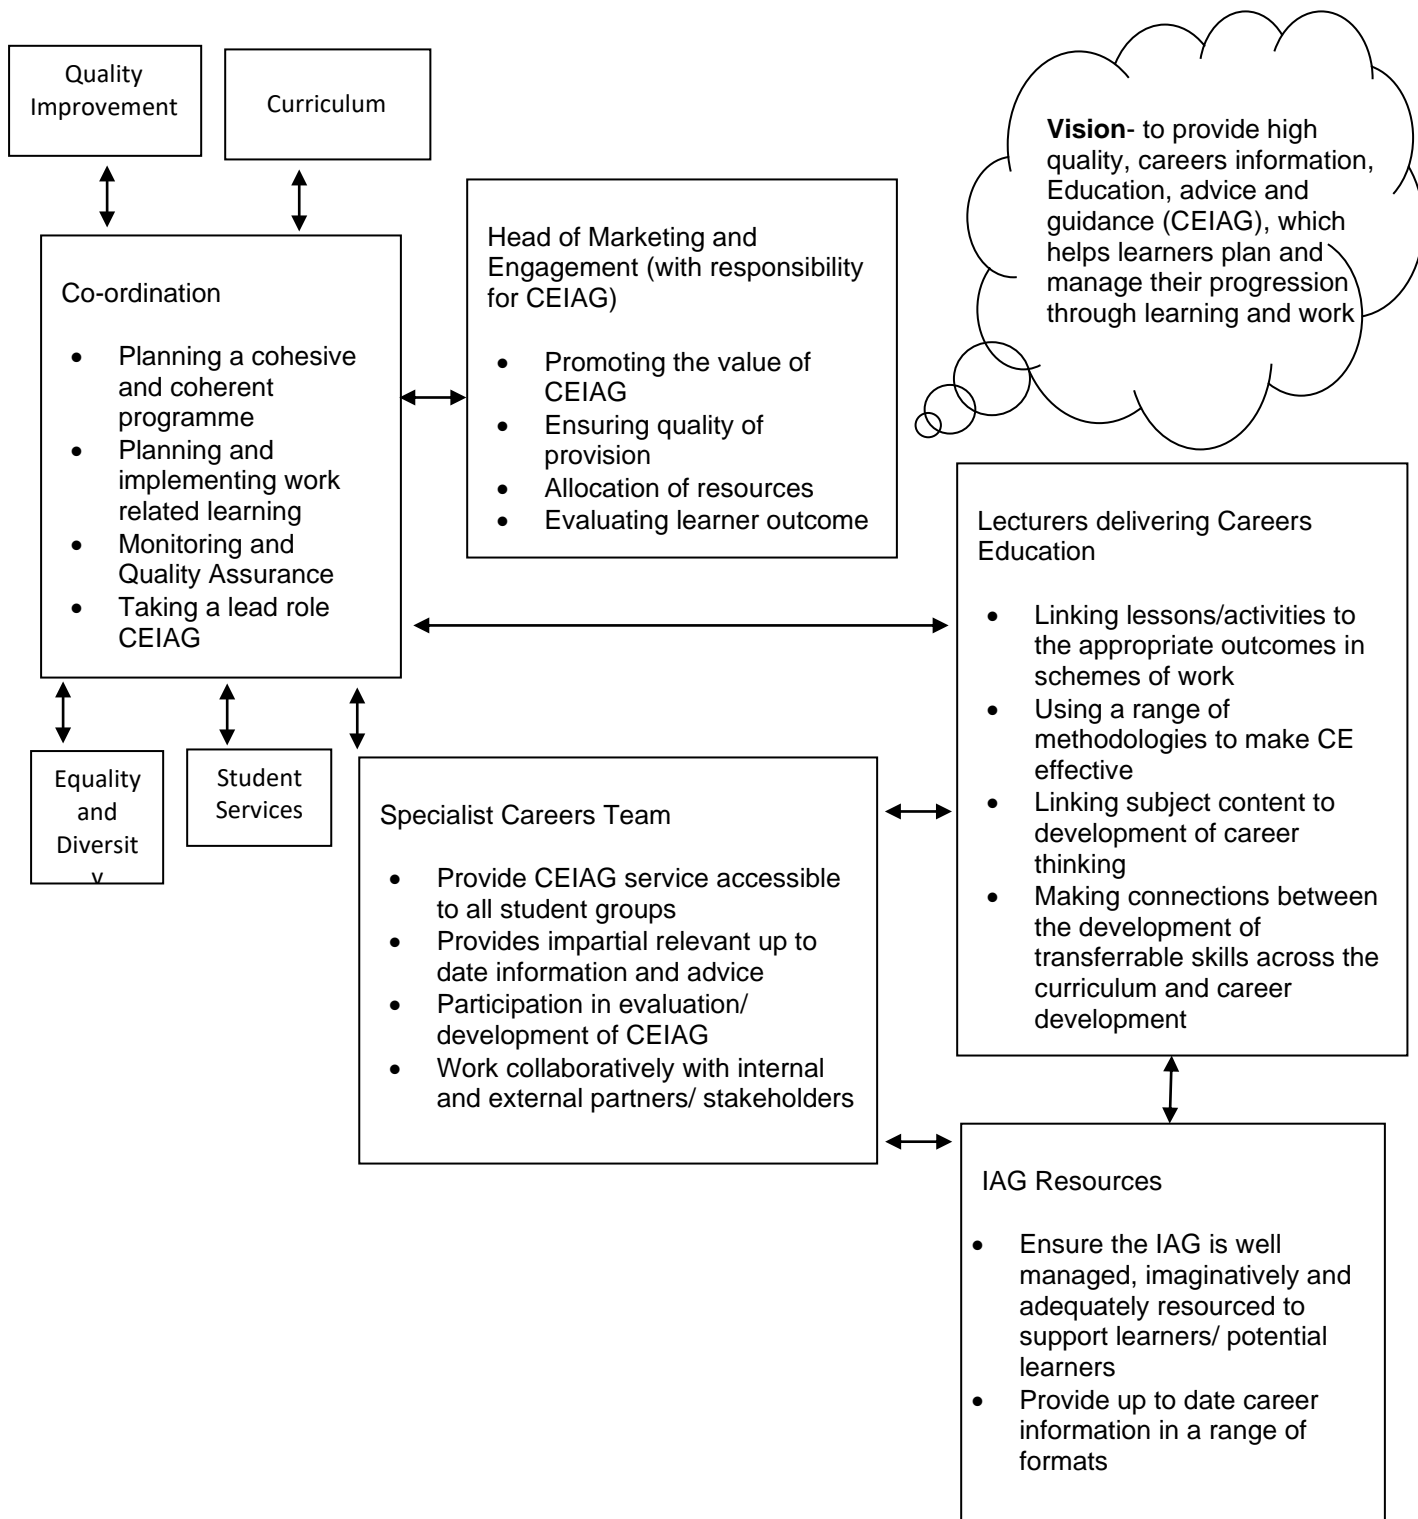 Quality
Improvement
Curriculum
Vision- to provide high
quality, careers information,
Education, advice and
guidance (CEIAG), which
helps learners plan and
manage their progression
through learning and work
Head of Marketing and
Engagement (with responsibility
for CEIAG)
• Promoting the value of
CEIAG
• Ensuring quality of
provision
• Allocation of resources
• Evaluating learner outcome
Co-ordination
• Planning a cohesive
and coherent
programme
• Planning and
implementing work
related learning
• Monitoring and
Quality Assurance
• Taking a lead role
CEIAG
Lecturers delivering Careers
Education
• Linking lessons/activities to
the appropriate outcomes in
schemes of work
• Using a range of
methodologies to make CE
effective
• Linking subject content to
development of career
thinking
• Making connections between
the development of
transferrable skills across the
curriculum and career
development
Equality
and
Diversit
y
Student
Services
Specialist Careers Team
• Provide CEIAG service accessible
to all student groups
• Provides impartial relevant up to
date information and advice
• Participation in evaluation/
development of CEIAG
• Work collaboratively with internal
and external partners/ stakeholders
IAG Resources
• Ensure the IAG is well
managed, imaginatively and
adequately resourced to
support learners/ potential
learners
• Provide up to date career
information in a range of
formats